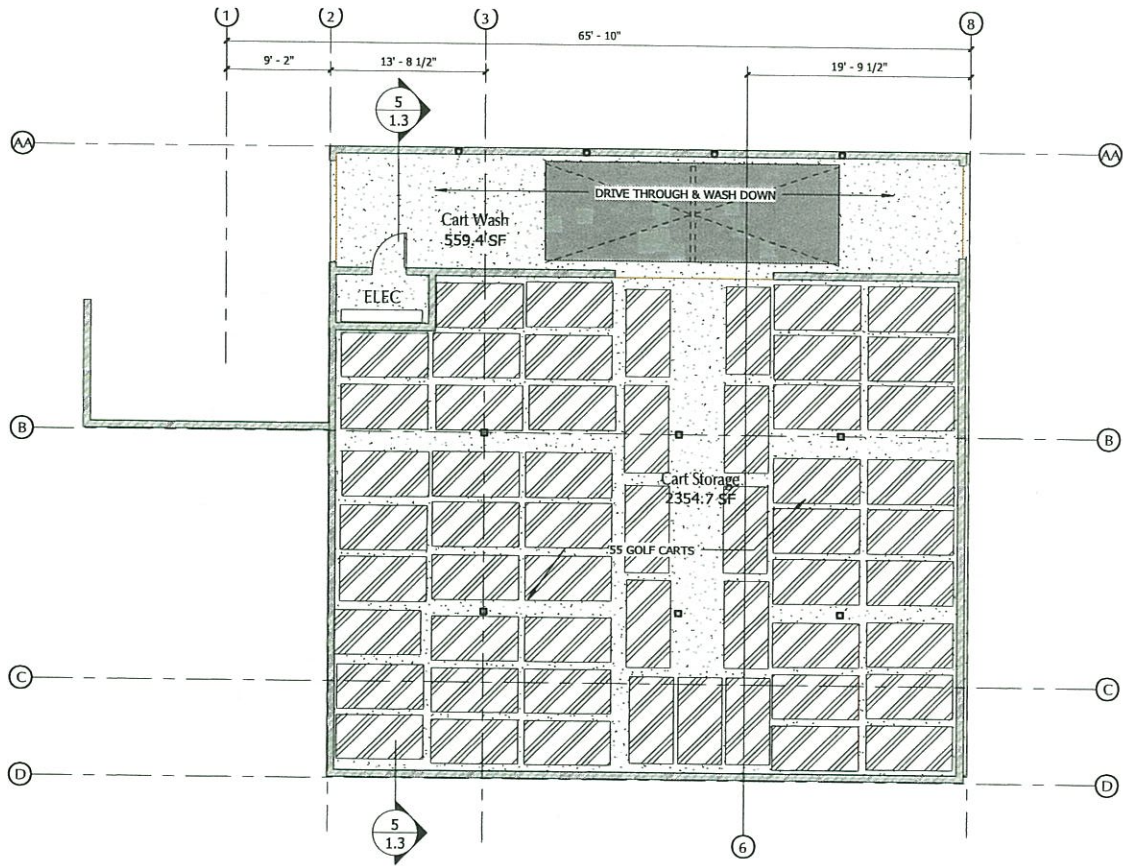 1
2
3
8
65' - 10"
9' - 2"
13' - 8 1/2"
19' - 9 1/2"
5
1.3
AA
AA
DRIVE THROUGH & WASH DOWN
Cart Wash
559.4 SF
ELEC
B
B
Cart Storage
2354.7 SF
55 GOLF CARTS
C
C
D
D
5
1.3
6